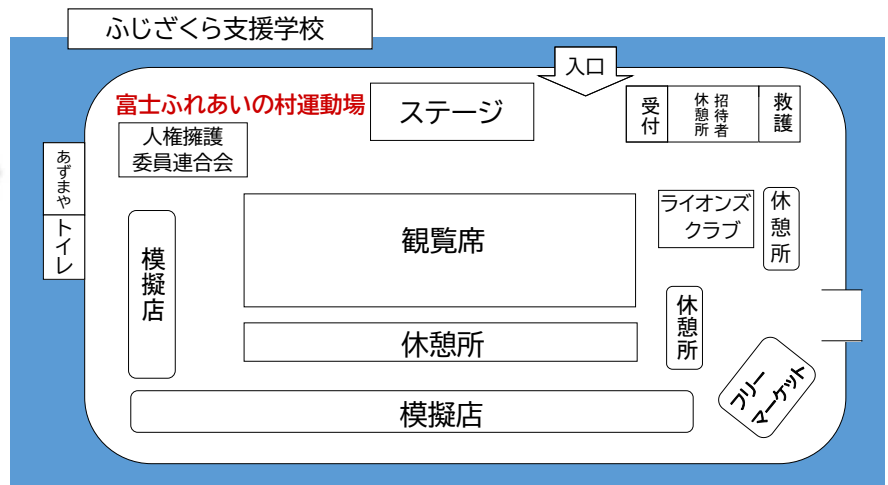 ふじざくら支援学校
入口
富士ふれあいの村運動場
ステージ
受付
招待者
休憩所
救護
人権擁護
委員連合会
あずまや
トイレ
ライオンズ
クラブ
休憩所
模擬店
観覧席
休憩所
休憩所
フリー
マーケット
模擬店